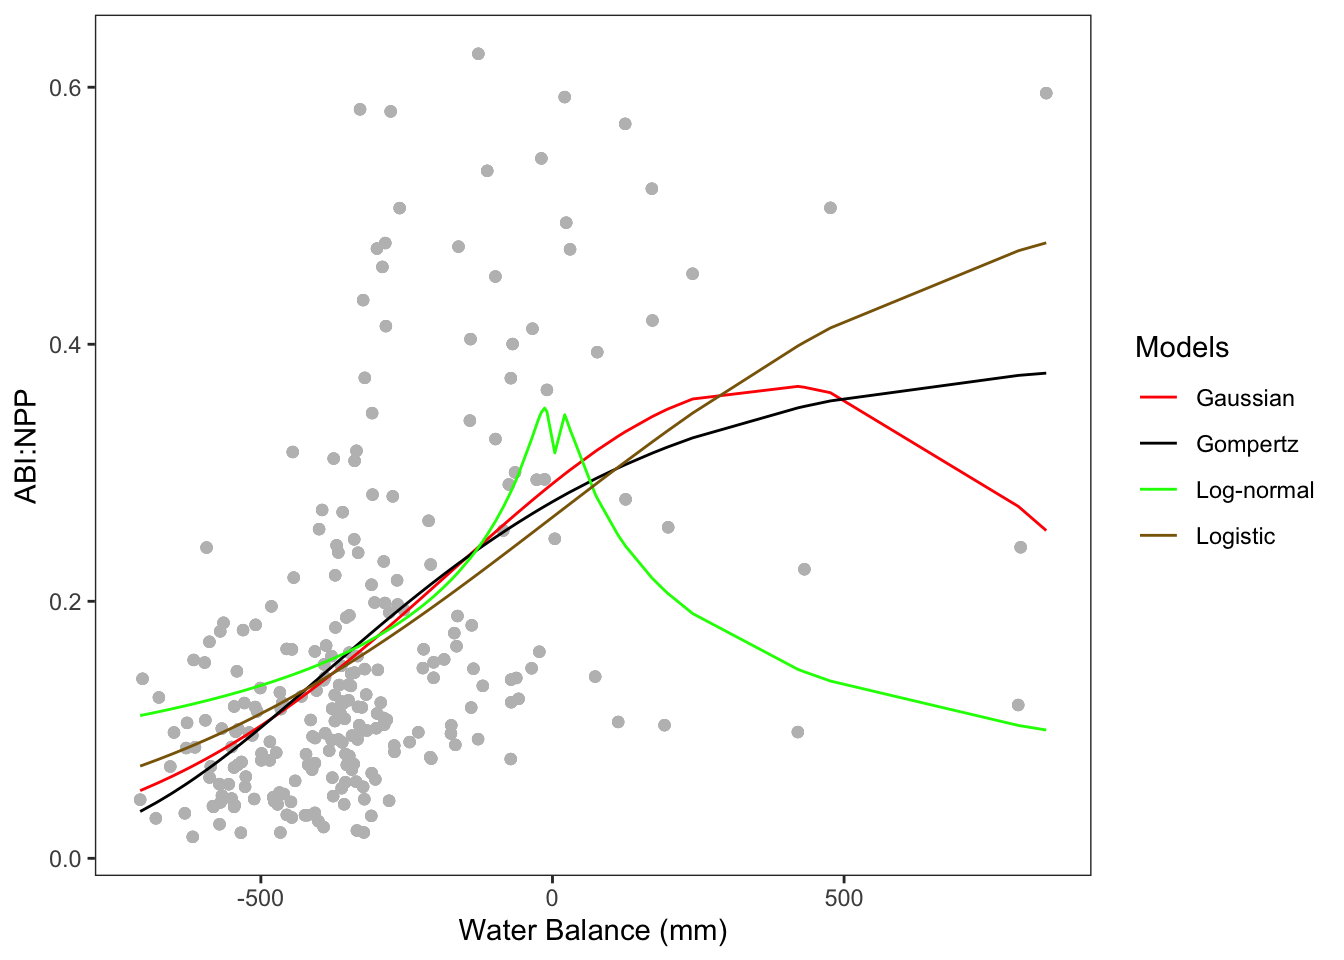 ABI:NPP
0.6
0.4
0.2
0.0
-500
0
500
Water Balance (mm)
Models
Gaussian
Gompertz
Log-normal
Logistic